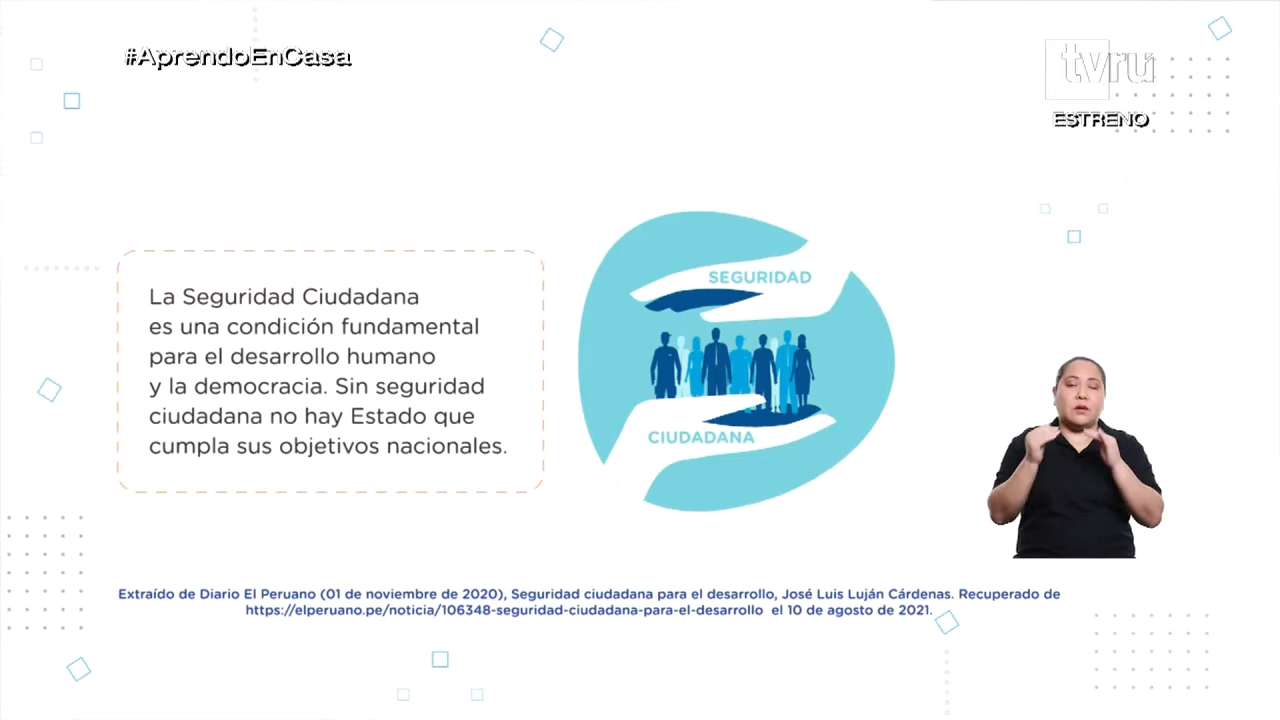 #AprendoEnCasa
tvrú
ESTRENO
La Seguridad Ciudadana
es una condición fundamental
para el desarrollo humano
y la democracia. Sin seguridad
ciudadana no hay Estado que
cumpla sus objetivos nacionales.
SEGURIDAD
CIUDADANA
Extraído de Diario El Peruano (01 de noviembre de 2020), Seguridad ciudadana para el desarrollo, José Luis Luján Cárdenas. Recuperado de
https://elperuano.pe/noticia/106348-seguridad-ciudadana-para-el-desarrollo el 10 de agosto de 2021.